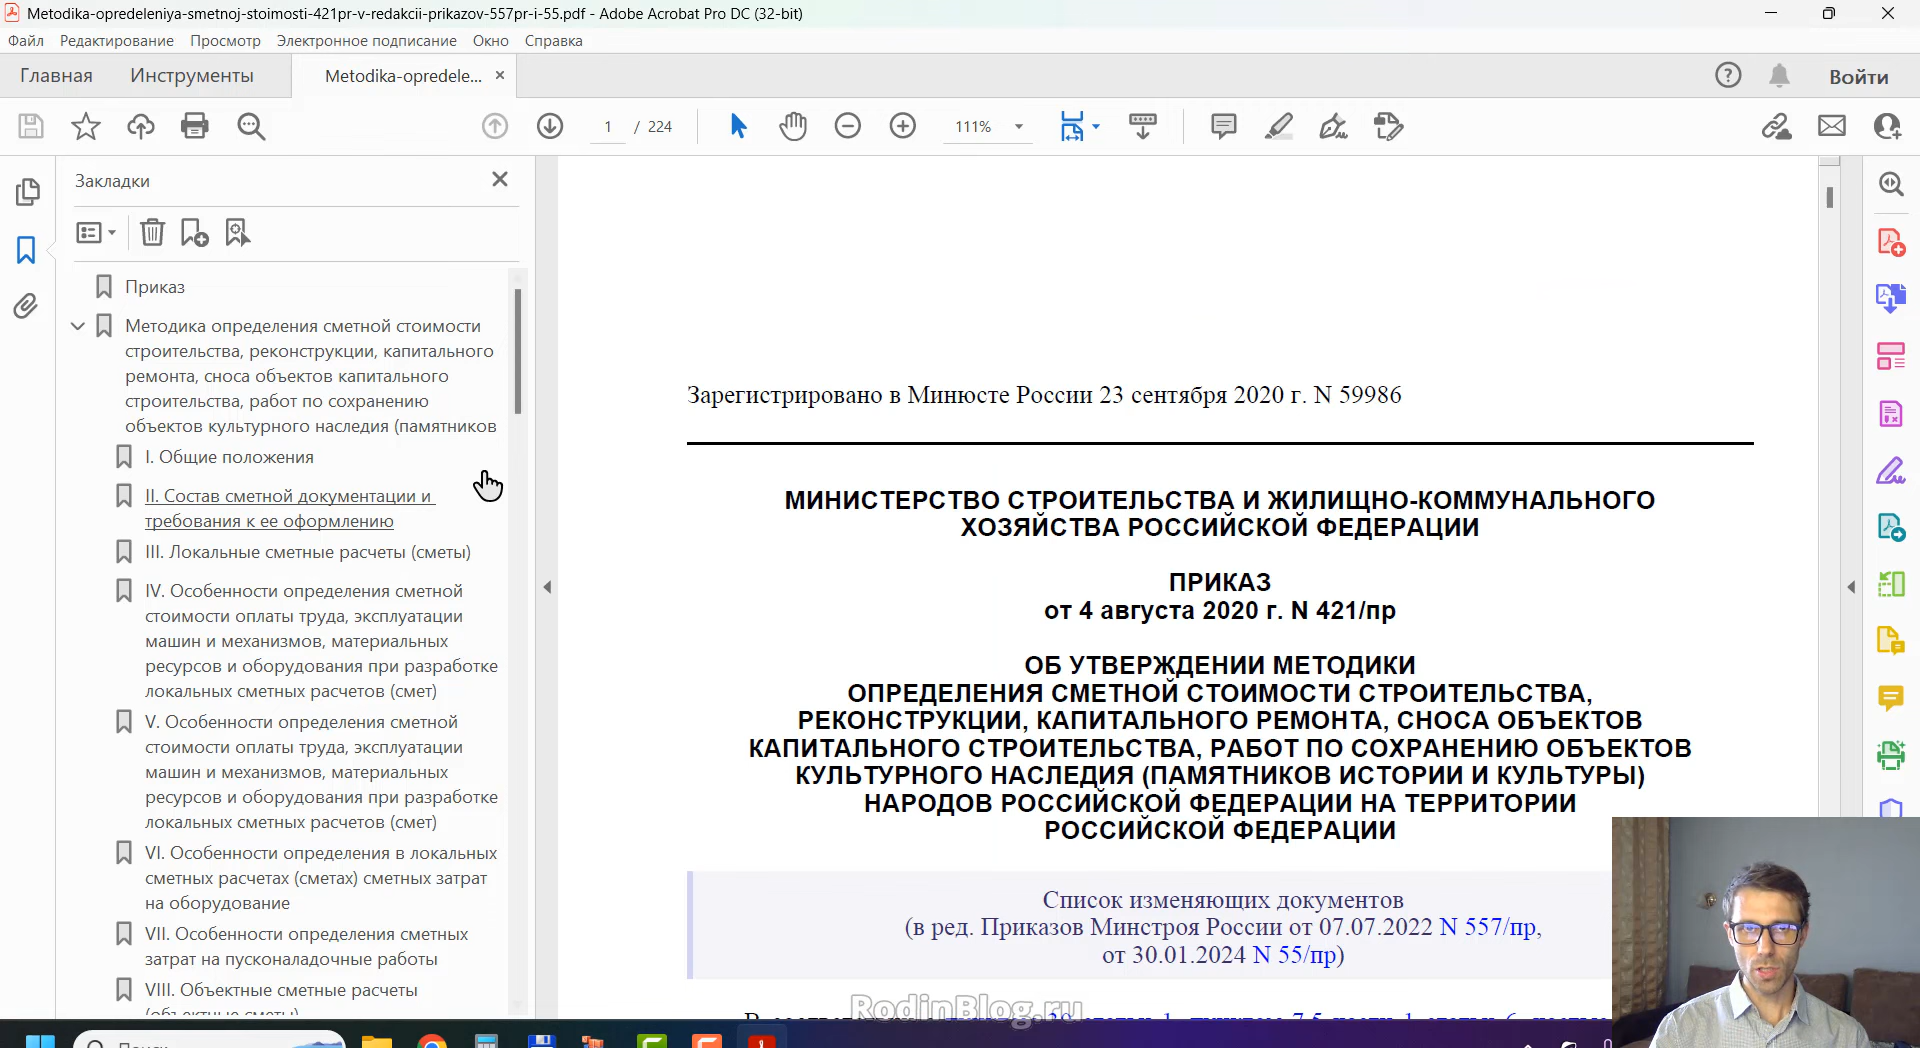 Metodika-opredeleniya-smetnoj-stoimosti-421pr-v-redakcii-prikazov-557pr-i-55.pdf - Adobe Acrobat Pro DC (32-bit)
Файл Редактирование Просмотр Электронное подписание Окно Справка
Главная Инструменты Metodika-opredele... Войти
1 / 224 111%
Закладки
Приказ
Методика определения сметной стоимости
строительства, реконструкции, капитального
ремонта, сноса объектов капитального
строительства, работ по сохранению
объектов культурного наследия (памятников
I. Общие положения
II. Состав сметной документации и
требования к ее оформлению
III. Локальные сметные расчеты (сметы)
IV. Особенности определения сметной
стоимости оплаты труда, эксплуатации
машин и механизмов, материальных
ресурсов и оборудования при разработке
локальных сметных расчетов (смет)
V. Особенности определения сметной
стоимости оплаты труда, эксплуатации
машин и механизмов, материальных
ресурсов и оборудования при разработке
локальных сметных расчетов (смет)
VI. Особенности определения в локальных
сметных расчетах (сметах) сметных затрат
на оборудование
VII. Особенности определения сметных
затрат на пусконаладочные работы
VIII. Объектные сметные расчеты
(объектные сметы)
Зарегистрировано в Минюсте России 23 сентября 2020 г. N 59986
МИНИСТЕРСТВО СТРОИТЕЛЬСТВА И ЖИЛИЩНО-КОММУНАЛЬНОГО
ХОЗЯЙСТВА РОССИЙСКОЙ ФЕДЕРАЦИИ
ПРИКАЗ
от 4 августа 2020 г. N 421/пр
ОБ УТВЕРЖДЕНИИ МЕТОДИКИ
ОПРЕДЕЛЕНИЯ СМЕТНОЙ СТОИМОСТИ СТРОИТЕЛЬСТВА,
РЕКОНСТРУКЦИИ, КАПИТАЛЬНОГО РЕМОНТА, СНОСА ОБЪЕКТОВ
КАПИТАЛЬНОГО СТРОИТЕЛЬСТВА, РАБОТ ПО СОХРАНЕНИЮ ОБЪЕКТОВ
КУЛЬТУРНОГО НАСЛЕДИЯ (ПАМЯТНИКОВ ИСТОРИИ И КУЛЬТУРЫ)
НАРОДОВ РОССИЙСКОЙ ФЕДЕРАЦИИ НА ТЕРРИТОРИИ
РОССИЙСКОЙ ФЕДЕРАЦИИ
Список изменяющих документов
(в ред. Приказов Минстроя России от 07.07.2022 N 557/пр,
от 30.01.2024 N 55/пр)
RodinBlog.ru
Поиск